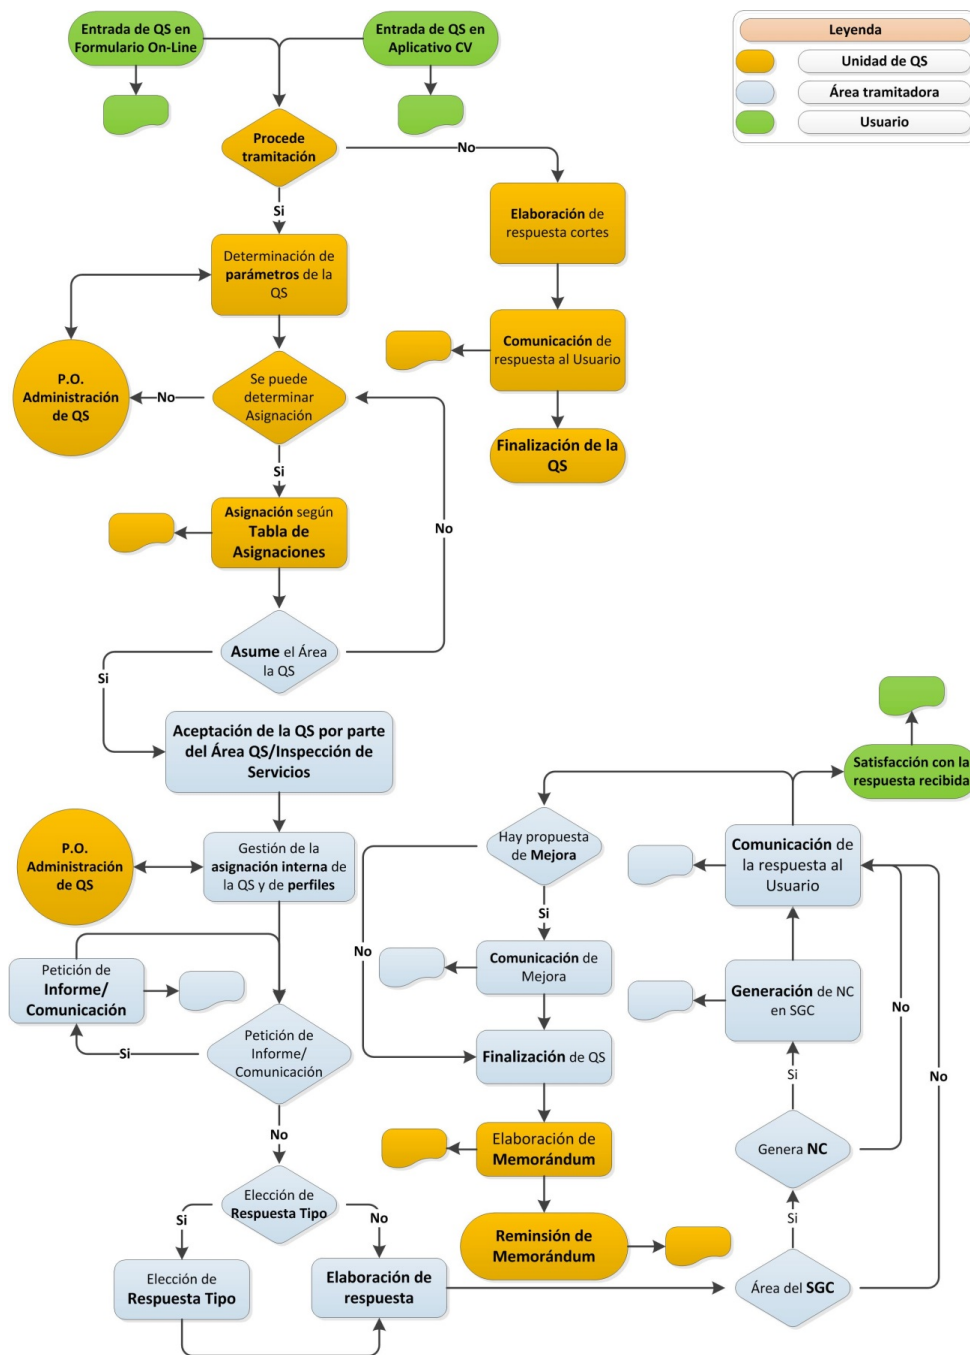 Entrada de QS en
Formulario On-Line
Entrada de QS en
Aplicativo CV
Leyenda
Unidad de QS
Área tramitadora
Usuario
Procede
tramitación
No
Si
Elaboración de
respuesta cortes
Determinación de
parámetros de la
QS
Comunicación de
respuesta al Usuario
P.O.
Administración
de QS
No
Se puede
determinar
Asignación
Finalización de la
QS
Si
Asignación según
Tabla de
Asignaciones
No
Asume el Área
la QS
Si
Aceptación de la QS por parte
del Área QS/Inspección de
Servicios
Satisfacción con la
respuesta recibida
P.O.
Administración
de QS
Gestión de la
asignación interna de
la QS y de perfiles
Hay propuesta
de Mejora
Comunicación de
la respuesta al
Usuario
Si
No
No
No
Petición de
Informe/
Comunicación
Comunicación de
Mejora
Generación de NC
en SGC
Petición de
Informe/
Comunicación
Si
Finalización de QS
Si
No
Elaboración de
Memorándum
Genera NC
Elección de
Respuesta Tipo
Si
No
Si
Reminsión de
Memorándum
Elección de
Respuesta Tipo
Elaboración de
respuesta
Área del SGC